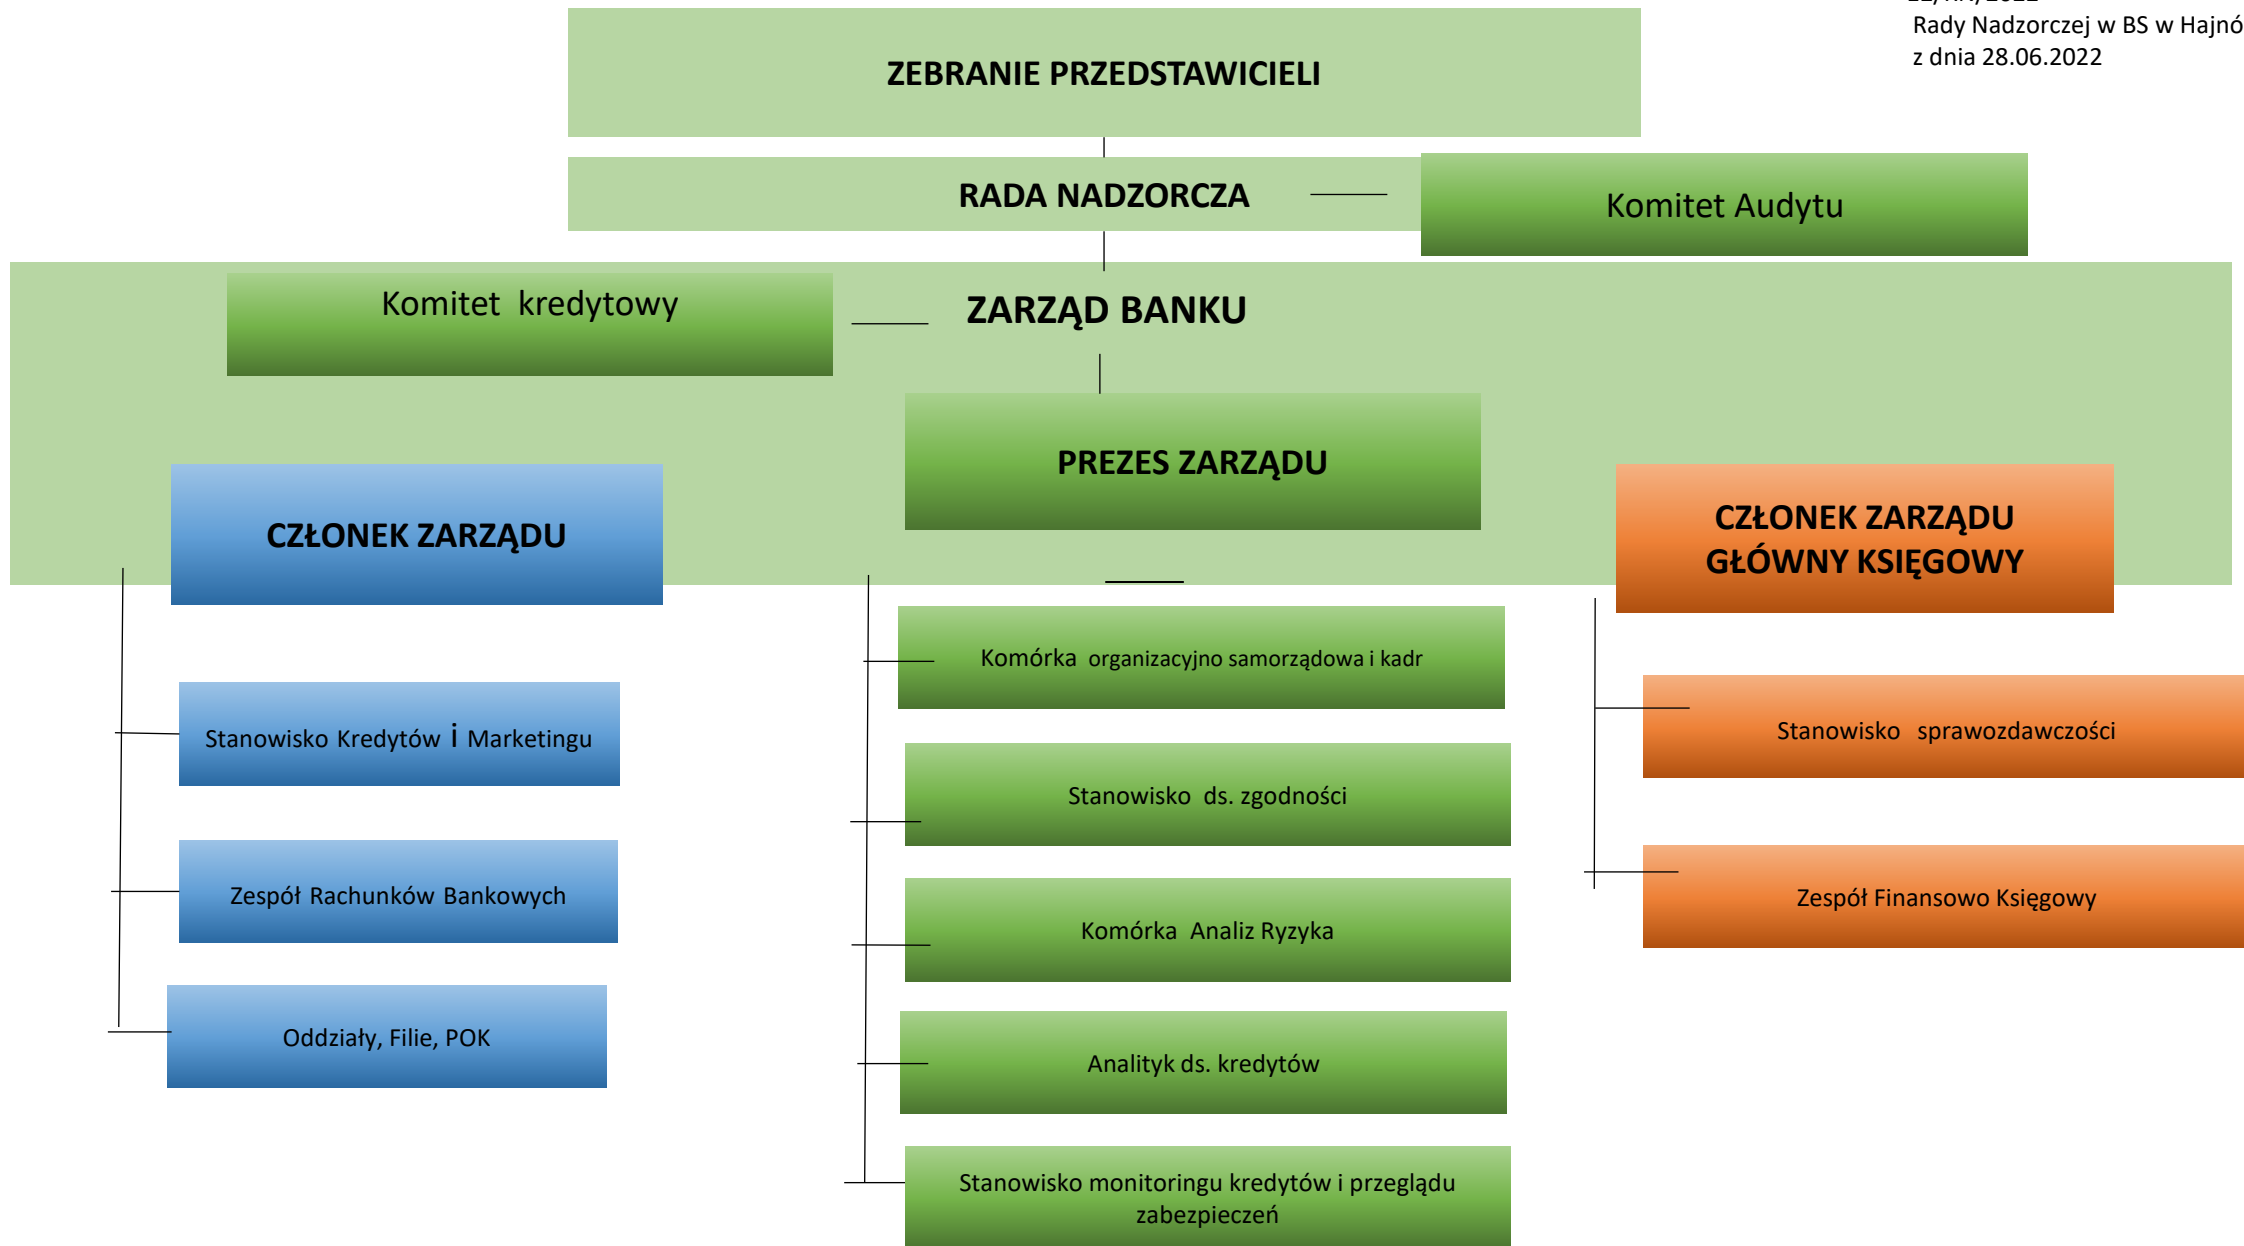 Rady Nadzorczej w BS w Hajnó
z dnia 28.06.2022
ZEBRANIE PRZEDSTAWICIELI
RADA NADZORCZA
Komitet Audytu
Komitet kredytowy
ZARZĄD BANKU
PREZES ZARZĄDU
CZŁONEK ZARZĄDU
CZŁONEK ZARZĄDU
GŁÓWNY KSIĘGOWY
Stanowisko Kredytów i Marketingu
Zespół Rachunków Bankowych
Oddziały, Filie, POK
Komórka organizacyjno samorządowa i kadr
Stanowisko ds. zgodności
Komórka Analiz Ryzyka
Analityk ds. kredytów
Stanowisko monitoringu kredytów i przeglądu
zabezpieczeń
Stanowisko sprawozdawczości
Zespół Finansowo Księgowy